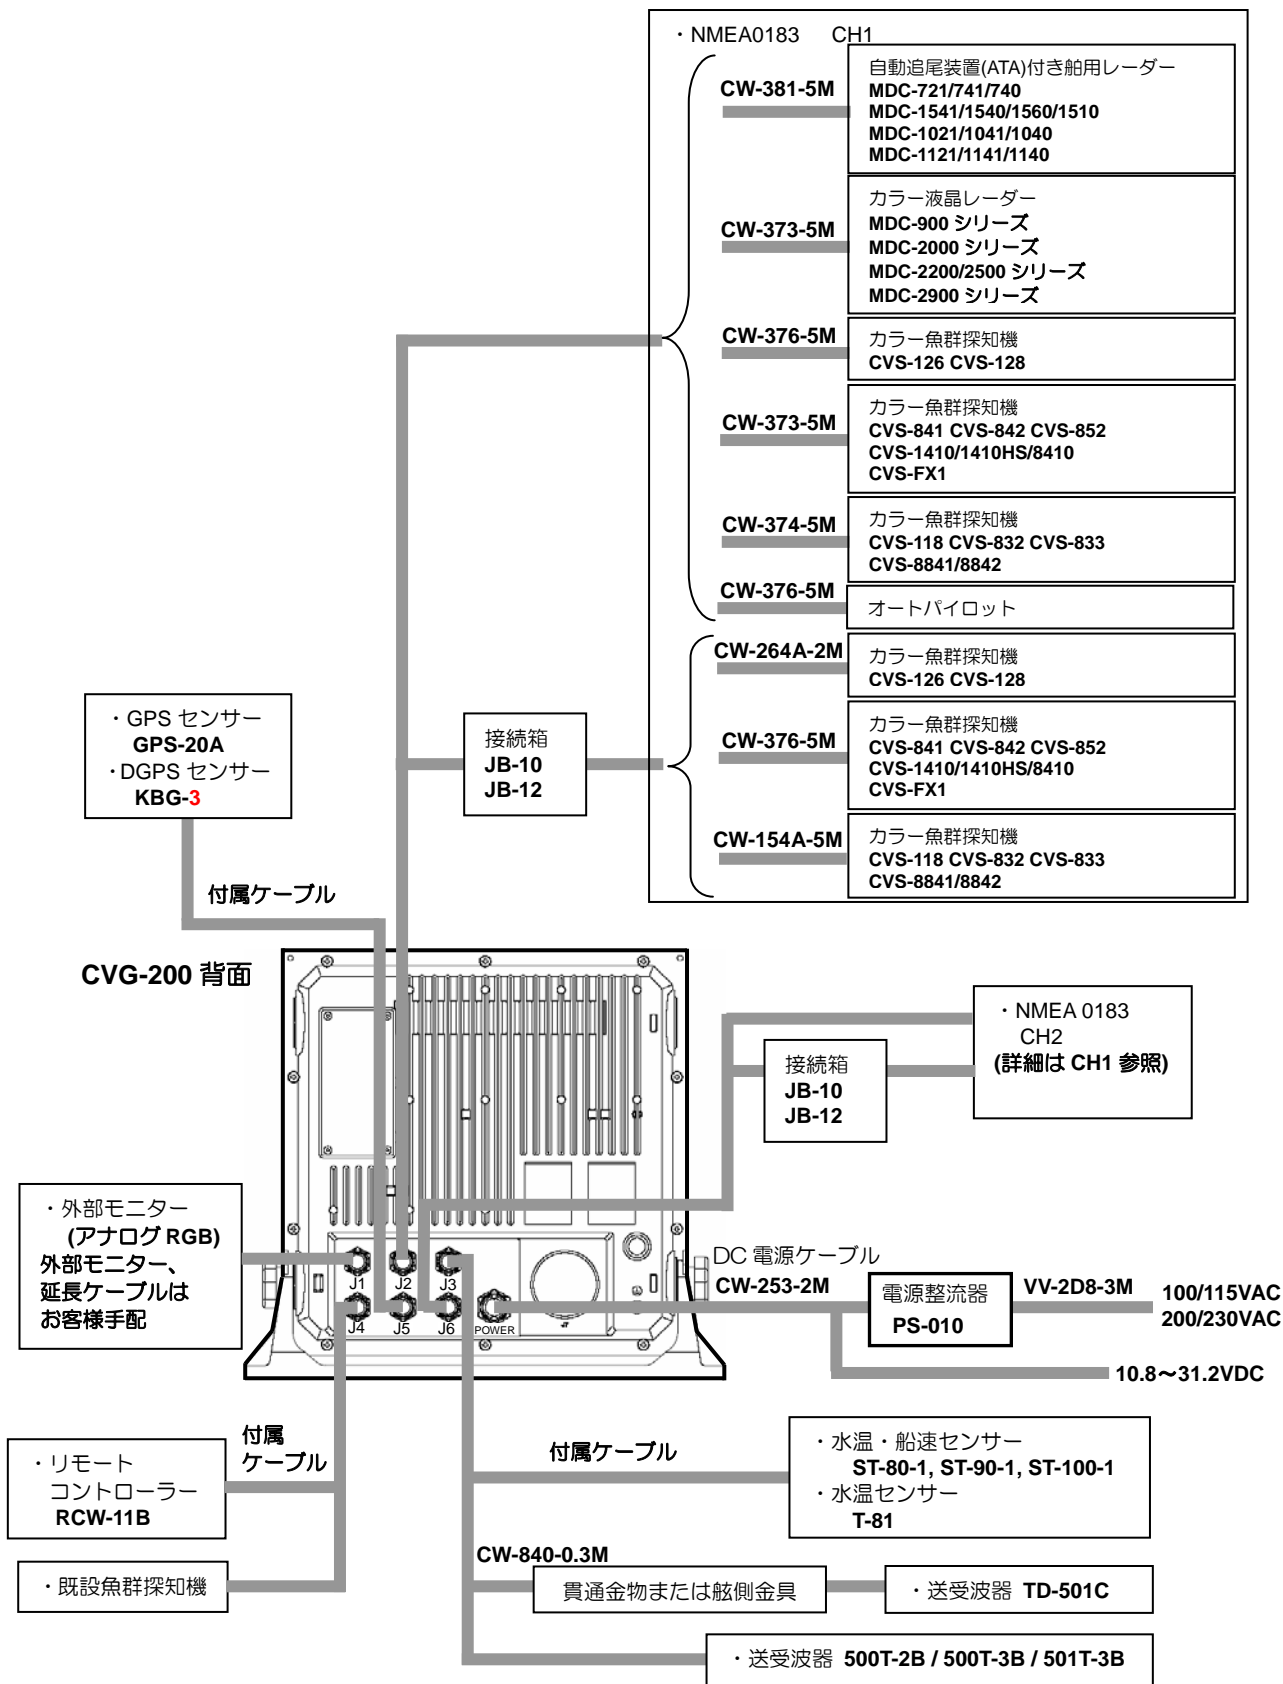 ・NMEA0183 CH1
CW-381-5M
自動追尾装置(ATA)付き舶用レーダー
MDC-721/741/740
MDC-1541/1540/1560/1510
MDC-1021/1041/1040
MDC-1121/1141/1140
CW-373-5M
カラー液晶レーダー
MDC-900 シリーズ
MDC-2000 シリーズ
MDC-2200/2500 シリーズ
MDC-2900 シリーズ
CW-376-5M
カラー魚群探知機
CVS-126 CVS-128
CW-373-5M
カラー魚群探知機
CVS-841 CVS-842 CVS-852
CVS-1410/1410HS/8410
CVS-FX1
CW-374-5M
カラー魚群探知機
CVS-118 CVS-832 CVS-833
CVS-8841/8842
CW-376-5M
オートパイロット
CW-264A-2M
カラー魚群探知機
CVS-126 CVS-128
CW-376-5M
カラー魚群探知機
CVS-841 CVS-842 CVS-852
CVS-1410/1410HS/8410
CVS-FX1
CW-154A-5M
カラー魚群探知機
CVS-118 CVS-832 CVS-833
CVS-8841/8842
接続箱
JB-10
JB-12
・GPS センサー
GPS-20A
・DGPS センサー
KBG-3
付属ケーブル
CVG-200 背面
・NMEA 0183
CH2
(詳細は CH1 参照)
接続箱
JB-10
JB-12
・外部モニター
(アナログ RGB)
外部モニター、
延長ケーブルは
お客様手配
J1
J2
J3
J4
J5
J6
POWER
DC 電源ケーブル
CW-253-2M
電源整流器
PS-010
VV-2D8-3M
100/115VAC
200/230VAC
10.8～31.2VDC
付属
ケーブル
・リモート
コントローラー
RCW-11B
・既設魚群探知機
付属ケーブル
・水温・船速センサー
ST-80-1, ST-90-1, ST-100-1
・水温センサー
T-81
CW-840-0.3M
貫通金物または舷側金具
・送受波器 TD-501C
・送受波器 500T-2B / 500T-3B / 501T-3B